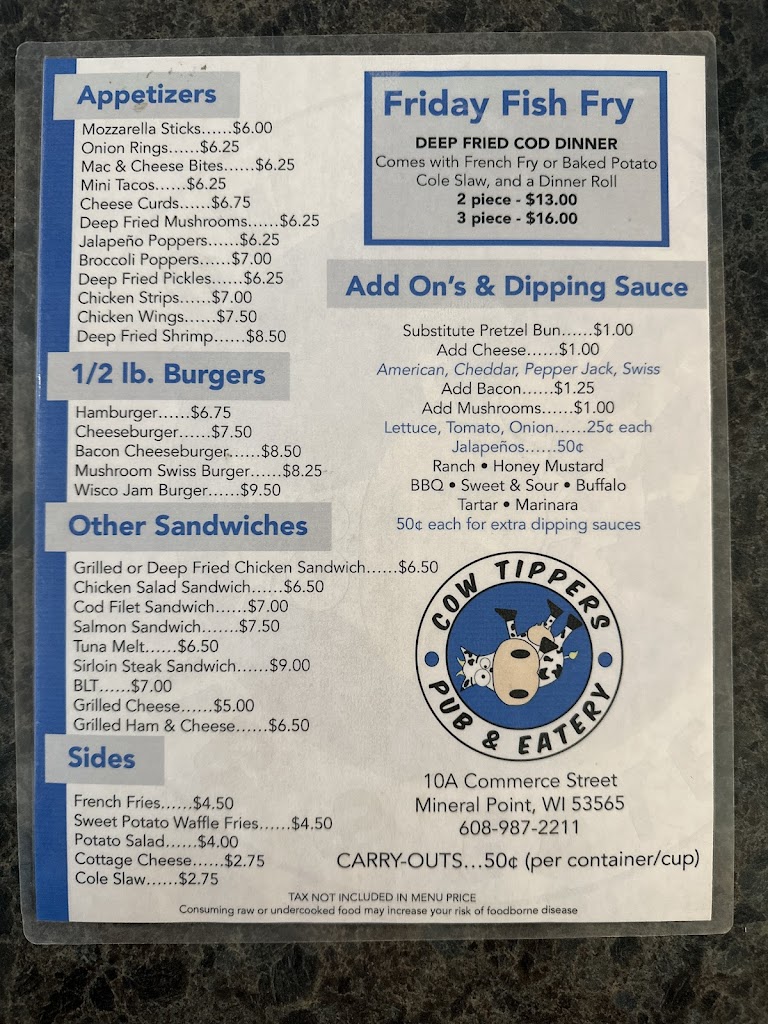 Appetizers
Mozzarella Sticks......$6.00
Onion Rings......$6.25
Mac & Cheese Bites......$6.25
Mini Tacos......$6.25
Cheese Curds......$6.75
Deep Fried Mushrooms......$6.25
Jalapeño Poppers......$6.25
Broccoli Poppers......$7.00
Deep Fried Pickles......$6.25
Chicken Strips......$7.00
Chicken Wings......$7.50
Deep Fried Shrimp......$8.50
1/2 lb. Burgers
Hamburger......$6.75
Cheeseburger......$7.50
Bacon Cheeseburger......$8.50
Mushroom Swiss Burger......$8.25
Wisco Jam Burger......$9.50
Other Sandwiches
Grilled or Deep Fried Chicken Sandwich......$6.50
Chicken Salad Sandwich......$6.50
Cod Filet Sandwich......$7.00
Salmon Sandwich.......$7.50
Tuna Melt......$6.50
Sirloin Steak Sandwich......$9.00
BLT......$7.00
Grilled Cheese......$5.00
Grilled Ham & Cheese......$6.50
Sides
French Fries......$4.50
Sweet Potato Waffle Fries......$4.50
Potato Salad......$4.00
Cottage Cheese......$2.75
Cole Slaw......$2.75
Friday Fish Fry
DEEP FRIED COD DINNER
Comes with French Fry or Baked Potato
Cole Slaw, and a Dinner Roll
2 piece - $13.00
3 piece - $16.00
Add On's & Dipping Sauce
Substitute Pretzel Bun......$1.00
Add Cheese......$1.00
American, Cheddar, Pepper Jack, Swiss
Add Bacon......$1.25
Add Mushrooms......$1.00
Lettuce, Tomato, Onion......25¢ each
Jalapeños......50¢
Ranch • Honey Mustard
BBQ • Sweet & Sour • Buffalo
Tartar • Marinara
50¢ each for extra dipping sauces
COW TIPPERS
PUB & EATERY
10A Commerce Street
Mineral Point, WI 53565
608-987-2211
CARRY-OUTS...50¢ (per container/cup)
TAX NOT INCLUDED IN MENU PRICE
Consuming raw or undercooked food may increase your risk of foodborne disease